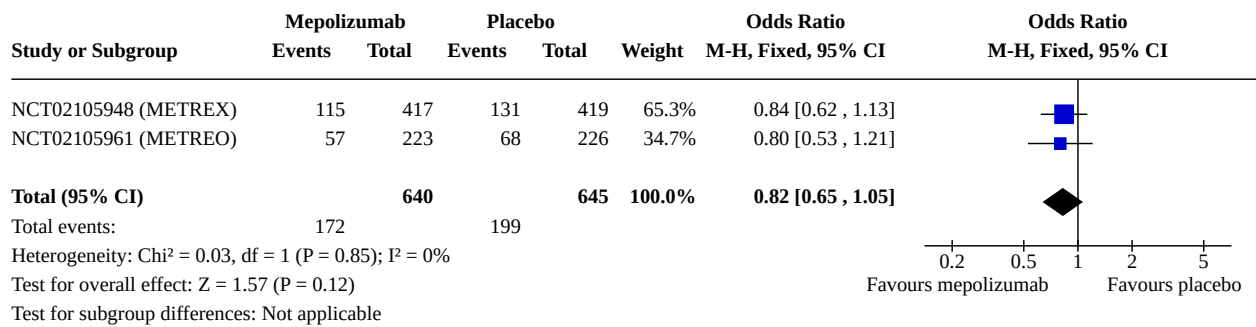 Mepolizumab Placebo Odds Ratio Odds Ratio
Study or Subgroup Events Total Events Total Weight M-H, Fixed, 95% CI M-H, Fixed, 95% CI
NCT02105948 (METREX) 115 417 131 419 65.3% 0.84 [0.62 , 1.13]
NCT02105961 (METREO) 57 223 68 226 34.7% 0.80 [0.53 , 1.21]
Total (95% CI) 640 645 100.0% 0.82 [0.65 , 1.05]
Total events: 172 199
Heterogeneity: Chi² = 0.03, df = 1 (P = 0.85); I² = 0% 0.2 0.5 1 2 5
Test for overall effect: Z = 1.57 (P = 0.12) Favours mepolizumab Favours placebo
Test for subgroup differences: Not applicable